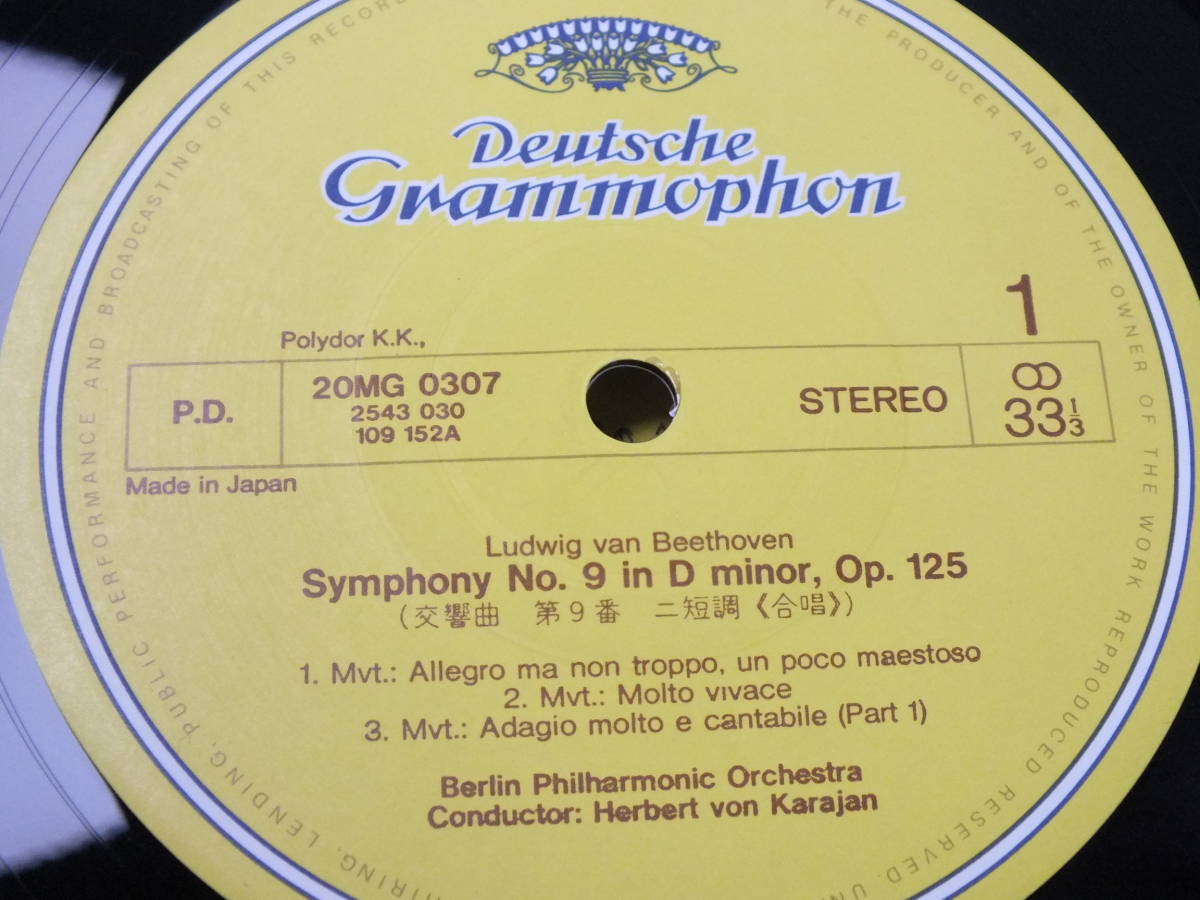 Deutsche
Grammophon
1
Polydor K.K.,
P.D.
20MG 0307
2543 030
109 152A
STEREO
33 1/3
Made in Japan
Ludwig van Beethoven
Symphony No. 9 in D minor, Op. 125
(交響曲 第9番 ニ短調《合唱》)
1. Mvt.: Allegro ma non troppo, un poco maestoso
2. Mvt.: Molto vivace
3. Mvt.: Adagio molto e cantabile (Part 1)
Berlin Philharmonic Orchestra
Conductor: Herbert von Karajan
THE PRODUCER AND OF THE OWNER OF THE WORK REPRODUCED RESERVED.
LENDING, PUBLIC PERFORMANCE AND BROADCASTING OF THIS